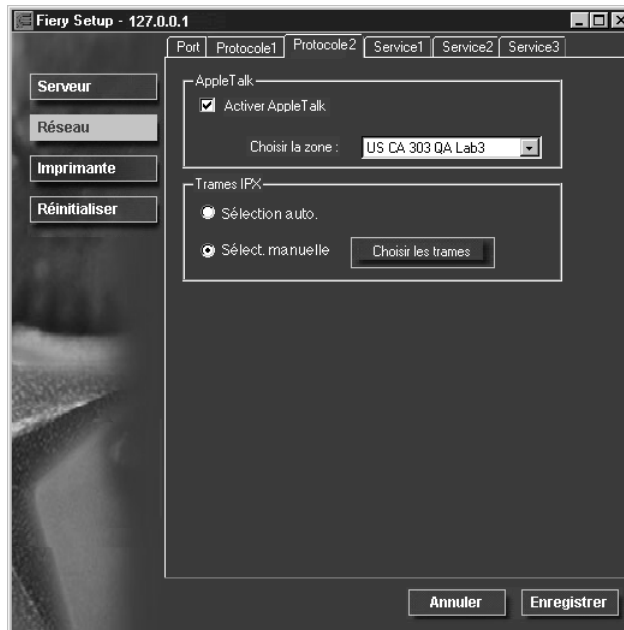 Fiery Setup - 127.0.0.1
Port Protocole1 Protocole2 Service1 Service2 Service3
Serveur
Réseau
Imprimante
Réinitialiser
AppleTalk
Activer AppleTalk
Choisir la zone :
US CA 303 QA Lab3
Trames IPX
Sélection auto.
Sélect. manuelle
Choisir les trames
Annuler
Enregistrer